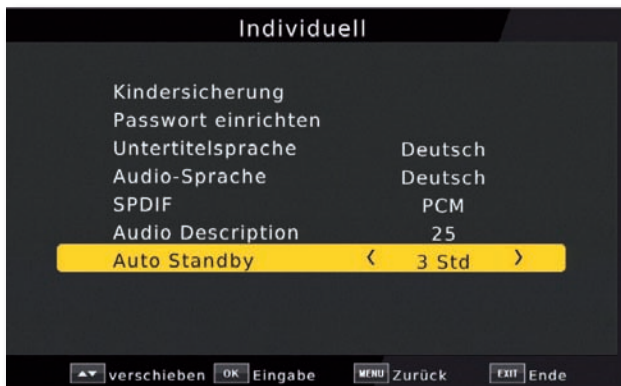 Individuell
Kindersicherung
Passwort einrichten
Untertitelsprache Deutsch
Audio-Sprache Deutsch
SPDIF PCM
Audio Description 25
Auto Standby < 3 Std >
▲▼ verschieben OK Eingabe MENU Zurück EXIT Ende